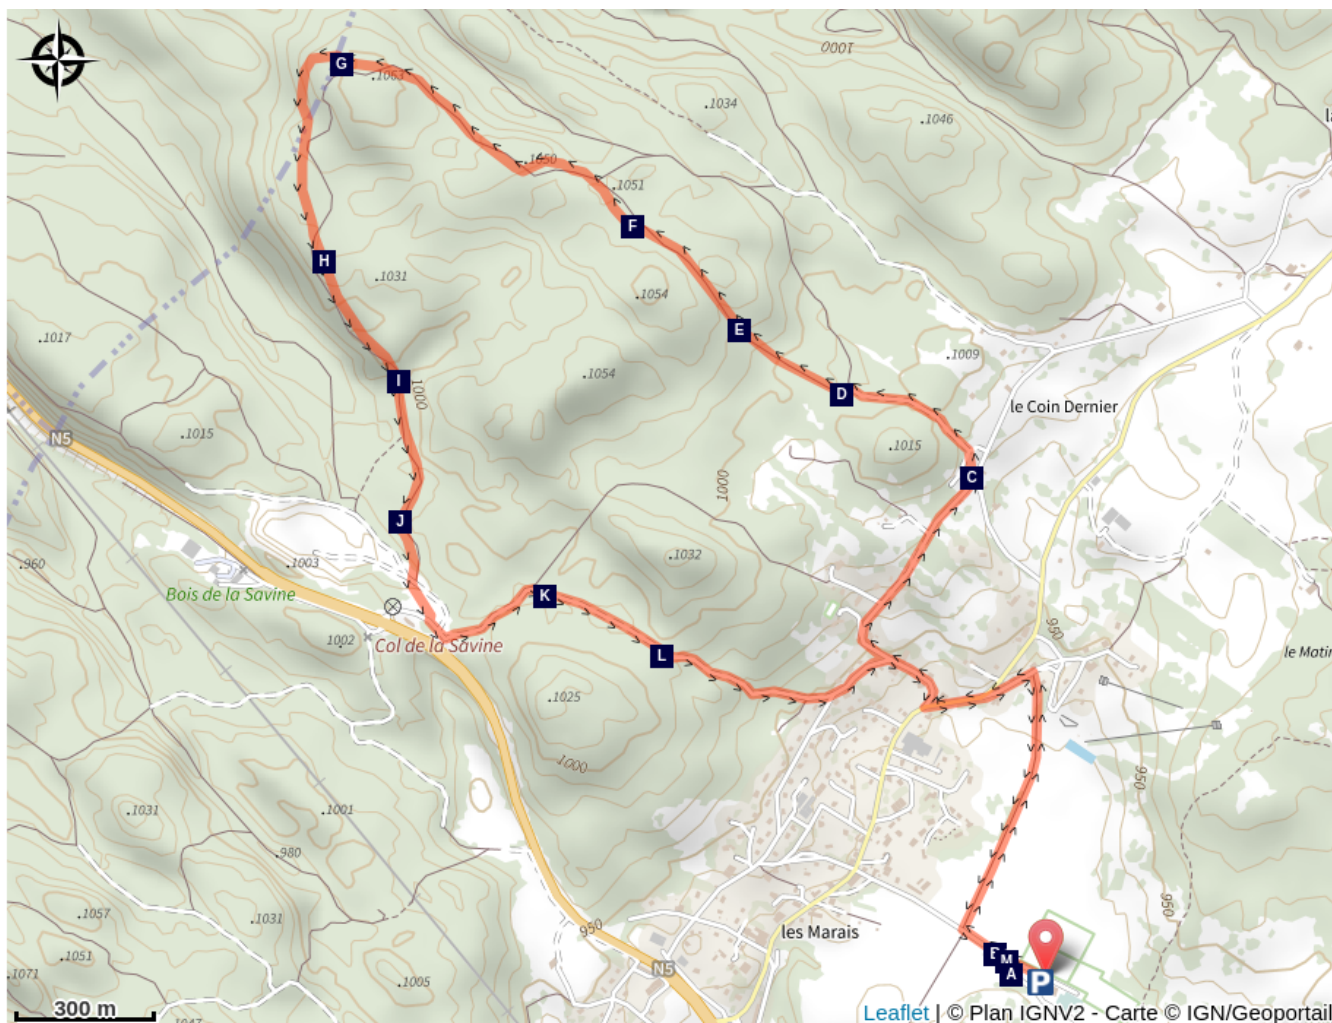 G
.1063
0001
.1034
.1046
.1050
.1051
F
H
.1031
.1054
E
.1017
.1009
I
1000
.1054
D
le Coin Dernier
N5
.1015
.1015
C
1000
J
.1032
.960
.1003
Bois de la Savine
K
950
1002
Col de la Savine
L
le Matin
.1025
1000
950
.1031
.1001
.980
.1057
.1031
950
950
les Marais
.1051
N5
M
A
P
.1071
.1005
300 m
1047
Leaflet | © Plan IGNV2 - Carte © IGN/Geoportail